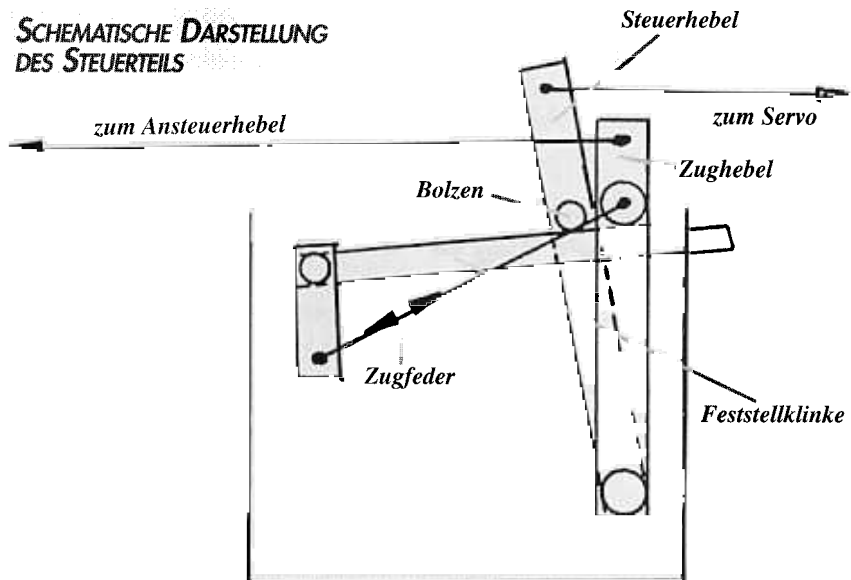 SCHEMATISCHE DARSTELLUNG
DES STEUERTEILS
Steuerhebel
zum Ansteuerhebel
zum Servo
Zughebel
Bolzen
Zugfeder
Feststellklinke